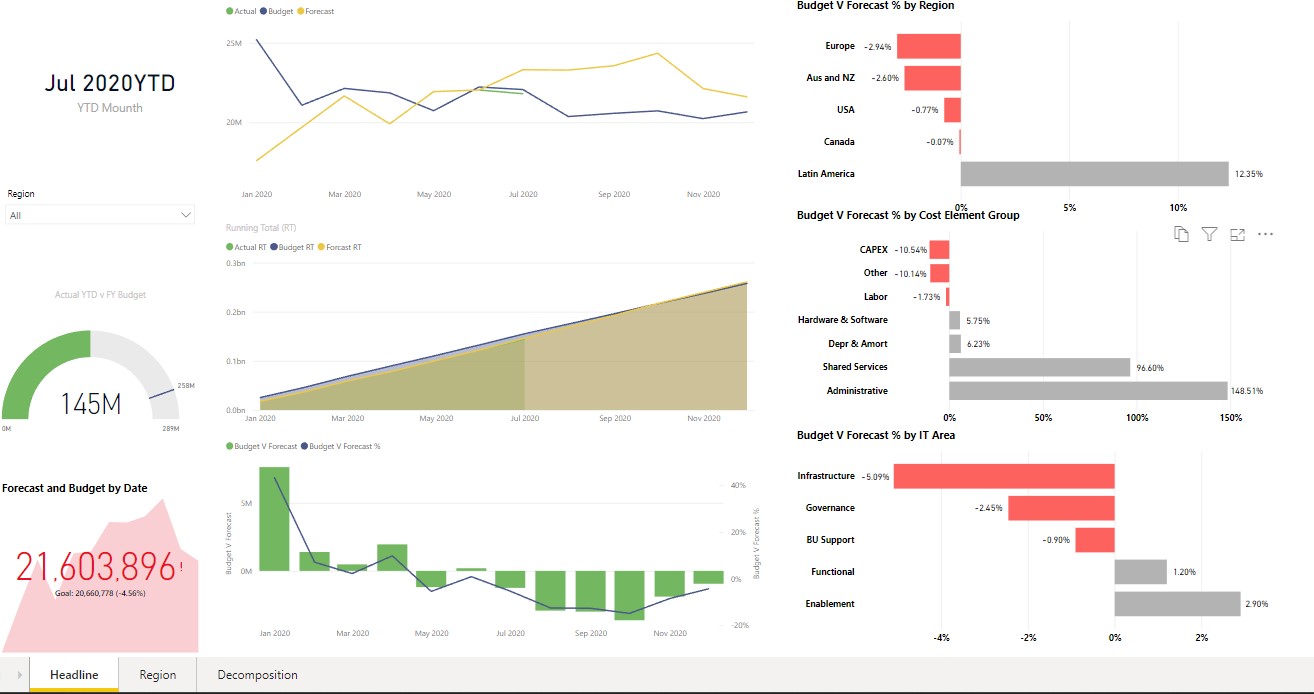 Jul 2020YTD
YTD Mounth
Region
All
Actual YTD v FY Budget
145M
258M
0M
289M
Forecast and Budget by Date
21,603,896!
Goal: 20,660,778 (-4.56%)
Actual Budget Forecast
25M
20M
Jan 2020 Mar 2020 May 2020 Jul 2020 Sep 2020 Nov 2020
Running Total (RT)
Actual RT Budget RT Forcast RT
0.3bn
0.2bn
0.1bn
0.0bn
Jan 2020 Mar 2020 May 2020 Jul 2020 Sep 2020 Nov 2020
Budget V Forecast Budget V Forecast %
Budget V Forecast
5M
0M
40%
20%
0%
-20%
Budget V Forecast %
Jan 2020 Mar 2020 May 2020 Jul 2020 Sep 2020 Nov 2020
Budget V Forecast % by Region
Europe -2.94%
Aus and NZ -2.60%
USA -0.77%
Canada -0.07%
Latin America 12.35%
0% 5% 10%
Budget V Forecast % by Cost Element Group
CAPEX -10.54%
Other -10.14%
Labor -1.73%
Hardware & Software 5.75%
Depr & Amort 6.23%
Shared Services 96.60%
Administrative 148.51%
0% 50% 100% 150%
Budget V Forecast % by IT Area
Infrastructure -5.09%
Governance -2.45%
BU Support -0.90%
Functional 1.20%
Enablement 2.90%
-4% -2% 0% 2%
Headline Region Decomposition